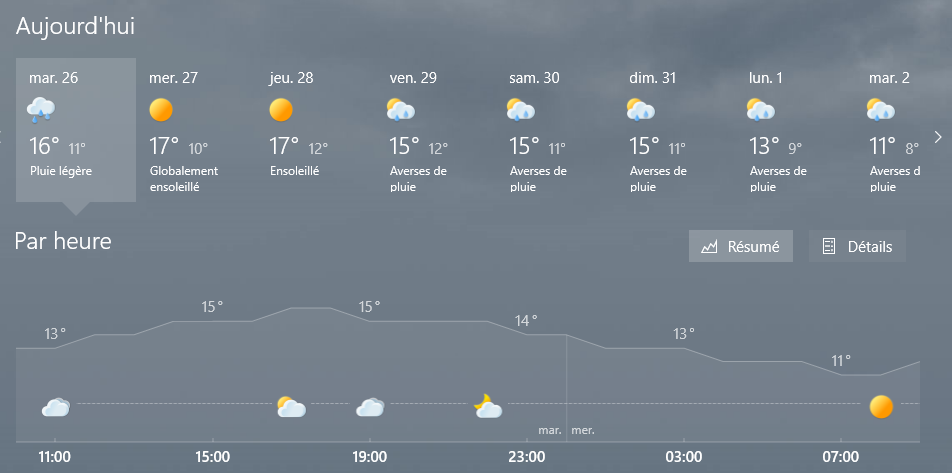 Aujourd'hui
mar. 26 mer. 27 jeu. 28 ven. 29 sam. 30 dim. 31 lun. 1 mar. 2
16° 11° 17° 10° 17° 12° 15° 12° 15° 11° 15° 11° 13° 9° 11° 8°
Pluie légère Globalement Ensoleillé Averses de Averses de Averses de Averses de Averses d
ensoleillé pluie pluie pluie pluie pluie
Par heure
Résumé Détails
13° 15° 15° 14° 13° 11°
mar. mer.
11:00 15:00 19:00 23:00 03:00 07:00